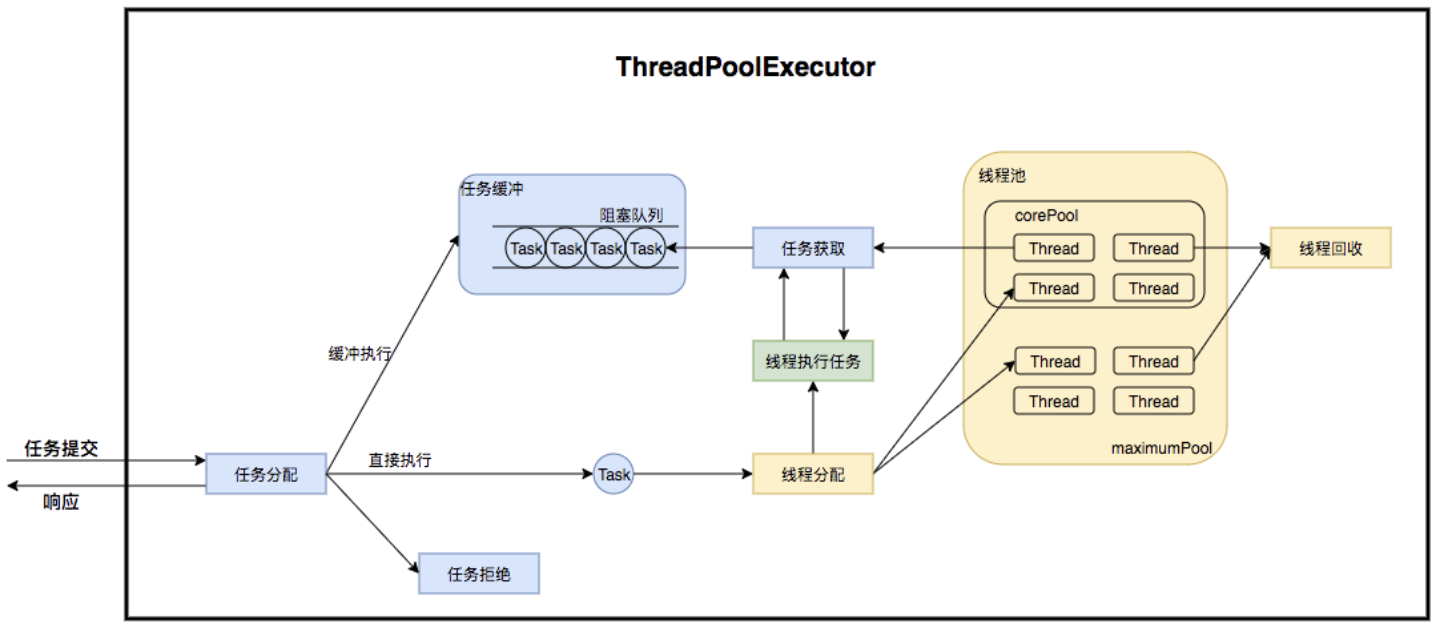 ThreadPoolExecutor
任务缓冲
阻塞队列
Task Task Task Task
任务获取
线程池
corePool
Thread Thread
Thread Thread
线程回收
缓冲执行
线程执行任务
Thread Thread
Thread Thread
maximumPool
任务提交
响应
任务分配
直接执行
Task
线程分配
任务拒绝